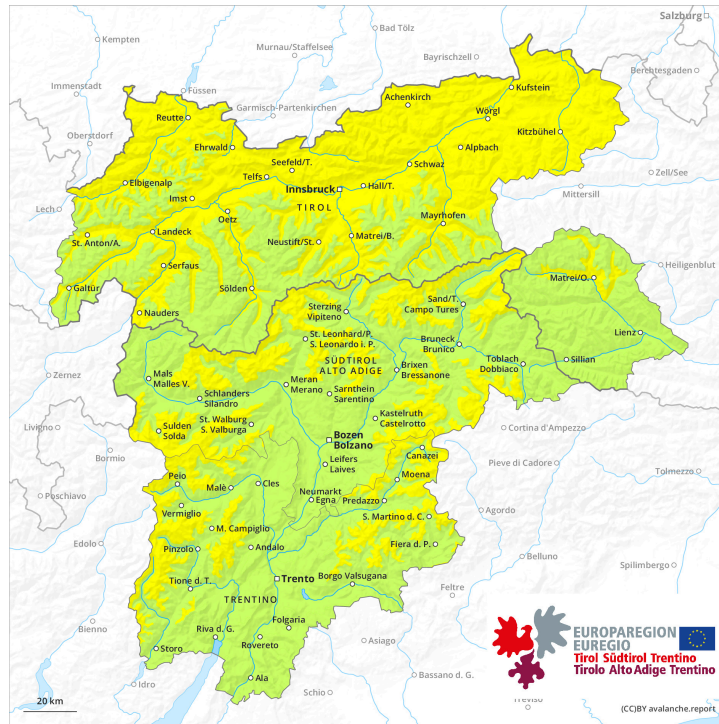 Salzburg
Kempten
Bad Tölz
Murnau/Staffelsee
Bayrischzell
Berchtesgaden
Immenstadt
Füssen
Kufstein
Achenkirch
Garmisch-Partenkirchen
Reutte
Wörgl
Oberstdorf
Ehrwald
Kitzbühel
Alpbach
Seefeld/T.
Schwaz
Telfs
Zell/See
Elbigenalp
Innsbruck
Hall/T.
Mittersill
Imst
TIROL
Lech
Oetz
Mayrhofen
Landeck
St. Anton/A.
Neustift/St.
Matrei/B.
Serfaus
Heiligenblut
Matrei/O.
Galtür
Sölden
Sand/T.
Campo Tures
Nauders
Sterzing
Vipiteno
St. Leonhard/P.
S. Leonardo i. P.
Lienz
Bruneck
Brunico
SÜDTIROL
ALTO ADIGE
Toblach
Dobbiaco
Sillian
Zernez
Mals
Malles V.
Brixen
Bressanone
Meran
Merano
Sarnthein
Sarentino
Schlanders
Silandro
St. Walburg
S. Valburga
Kastelruth
Castelrotto
Livigno
Sulden
Solda
Cortina d'Ampezzo
Bozen
Bolzano
Bormio
Canazei
Pieve di Cadore
Leifers
Laives
Tolmezzo
Moena
Peio
Malè
Cles
Poschiavo
Neumarkt
Egna
Predazzo
Vermiglio
Agordo
S. Martino d. C.
M. Campiglio
Edolo
Pinzolo
Andalo
Fiera d. P.
Belluno
Spilimbergo
Trento
Tione d. T.
Borgo Valsugana
Feltre
TRENTINO
Bienno
Folgaria
Riva d. G.
Rovereto
Asiago
Storo
Ala
Bassano d. G.
Idro
Schio
Treviso
EUROPAREGION
EUREGIO
Tirol Südtirol Trentino
Tirolo Alto Adige Trentino
20 km
(CC)BY avalanche.report